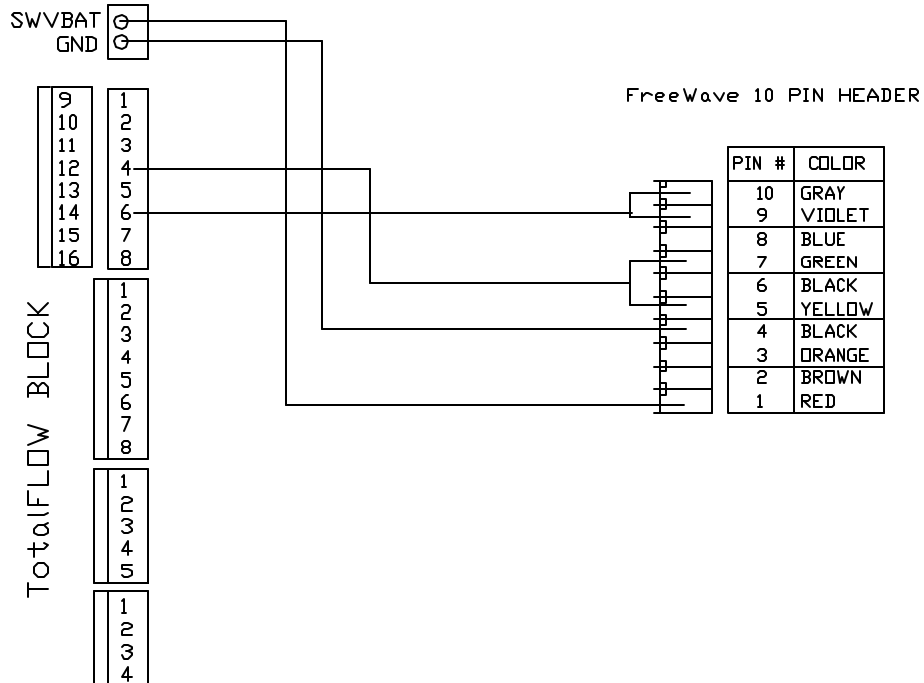 SWVBAT
GND
FreeWave 10 PIN HEADER
9 1
10 2
11 3
12 4
13 5
14 6
15 7
16 8
PIN # COLOR
10 GRAY
9 VIOLET
8 BLUE
7 GREEN
6 BLACK
5 YELLOW
4 BLACK
3 ORANGE
2 BROWN
1 RED
TotalFLOW BLOCK
1
2
3
4
5
6
7
8
1
2
3
4
5
1
2
3
4